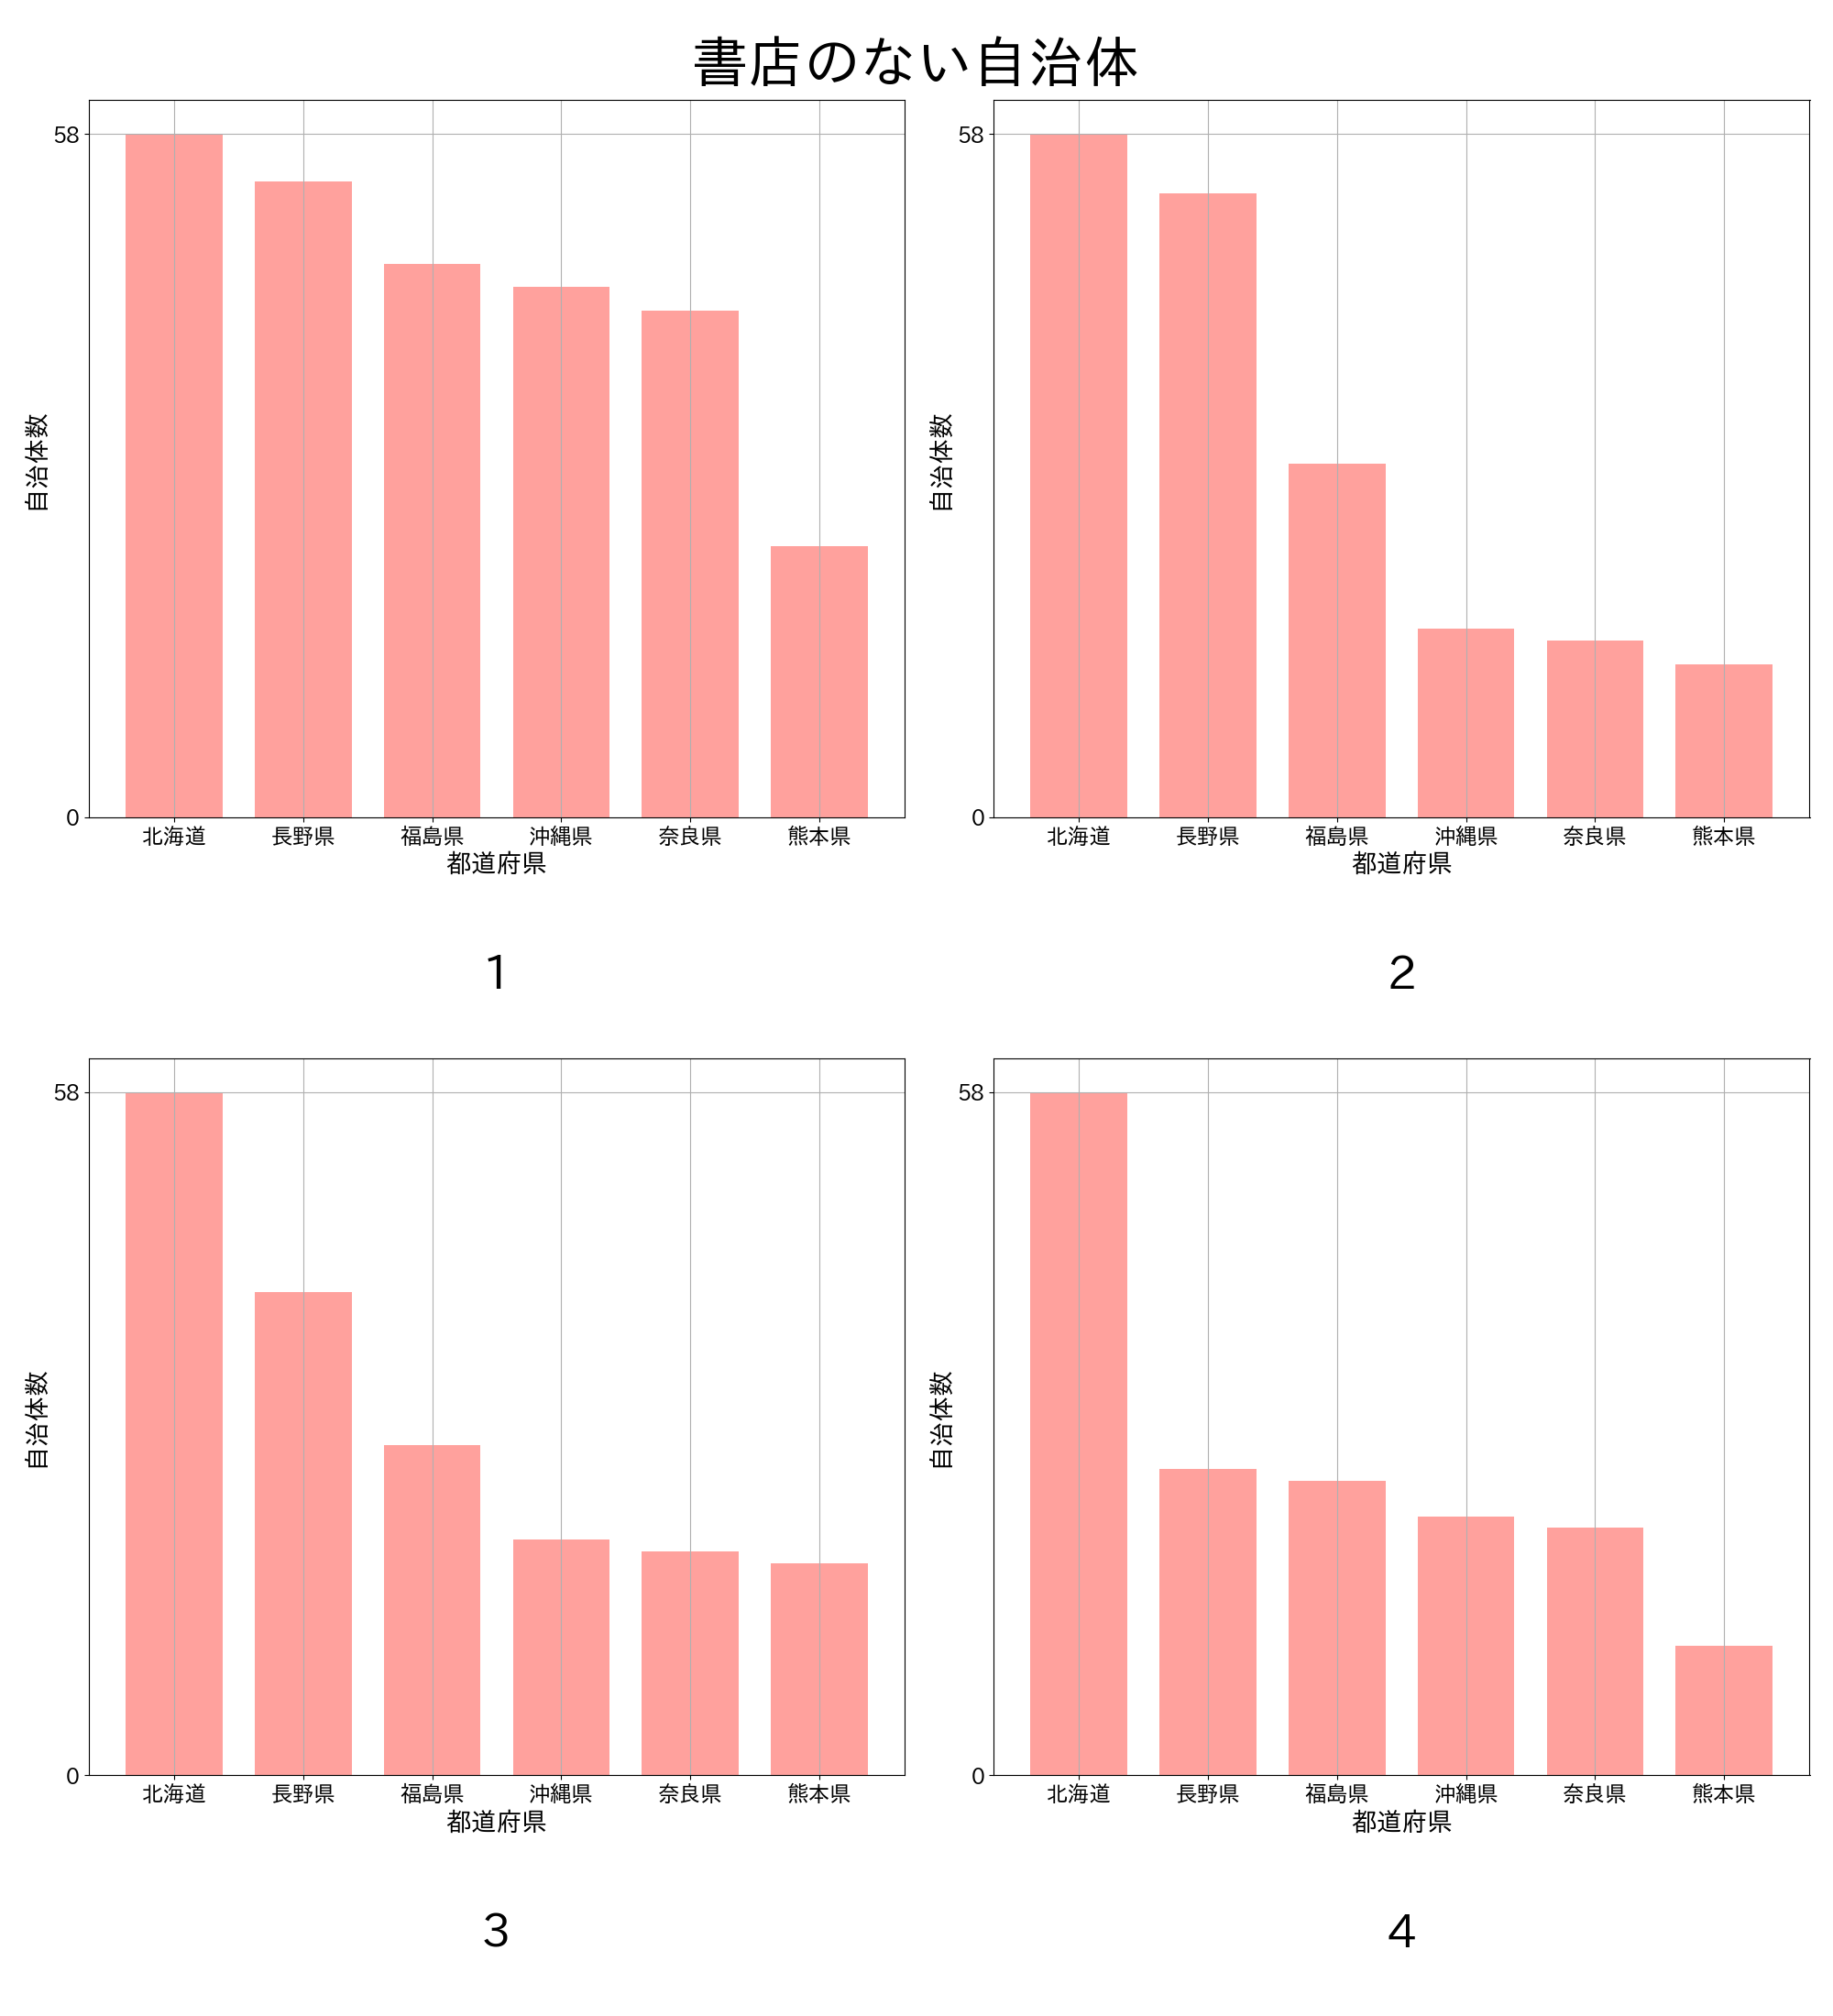 書店のない自治体
58
0
自治体数
北海道 長野県 福島県 沖縄県 奈良県 熊本県
都道府県
1
58
0
自治体数
北海道 長野県 福島県 沖縄県 奈良県 熊本県
都道府県
2
58
0
自治体数
北海道 長野県 福島県 沖縄県 奈良県 熊本県
都道府県
3
58
0
自治体数
北海道 長野県 福島県 沖縄県 奈良県 熊本県
都道府県
4